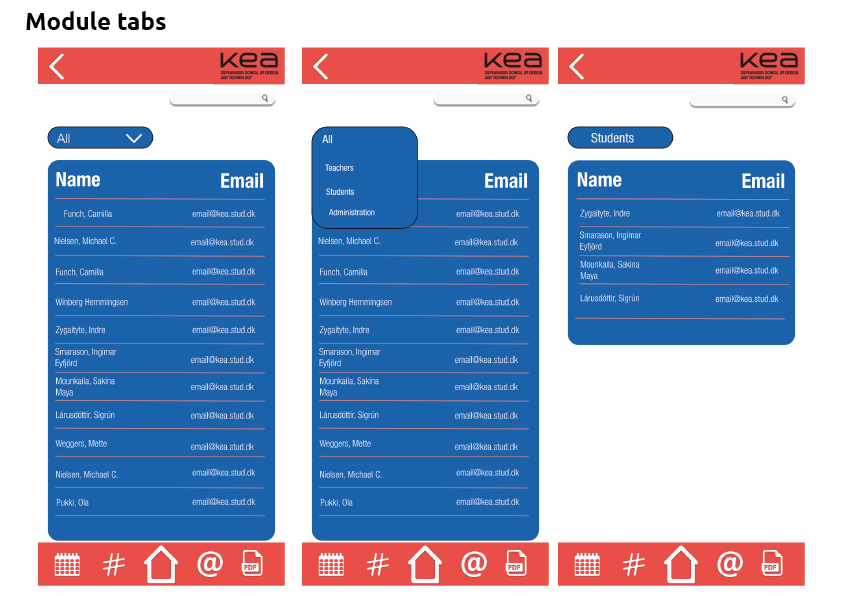 Module tabs
kea
COPENHAGEN SCHOOL OF DESIGN
AND TECHNOLOGY
All
Name Email
Funch, Camilla email@kea.stud.dk
Nielsen, Michael C. email@kea.stud.dk
Funch, Camilla email@kea.stud.dk
Winberg Hemmingsen email@kea.stud.dk
Zygaityte, Indre email@kea.stud.dk
Smarason, Ingimar
Eyfjörd email@kea.stud.dk
Mounkaila, Sakina
Maya email@kea.stud.dk
Lárusdóttir, Sigrún email@kea.stud.dk
Weggers, Mette email@kea.stud.dk
Nielsen, Michael C. email@kea.stud.dk
Pukki, Ola email@kea.stud.dk
# @ PDF
kea
COPENHAGEN SCHOOL OF DESIGN
AND TECHNOLOGY
All
Teachers
Students
Administration
Email
email@kea.stud.dk
Nielsen, Michael C. email@kea.stud.dk
Funch, Camilla email@kea.stud.dk
Winberg Hemmingsen email@kea.stud.dk
Zygaityte, Indre email@kea.stud.dk
Smarason, Ingimar
Eyfjörd email@kea.stud.dk
Mounkaila, Sakina
Maya email@kea.stud.dk
Lárusdóttir, Sigrún email@kea.stud.dk
Weggers, Mette email@kea.stud.dk
Nielsen, Michael C. email@kea.stud.dk
Pukki, Ola email@kea.stud.dk
# @ PDF
kea
COPENHAGEN SCHOOL OF DESIGN
AND TECHNOLOGY
Students
Name Email
Zygaityte, Indre email@kea.stud.dk
Smarason, Ingimar
Eyfjörd email@kea.stud.dk
Mounkaila, Sakina
Maya email@kea.stud.dk
Lárusdóttir, Sigrún email@kea.stud.dk
# @ PDF